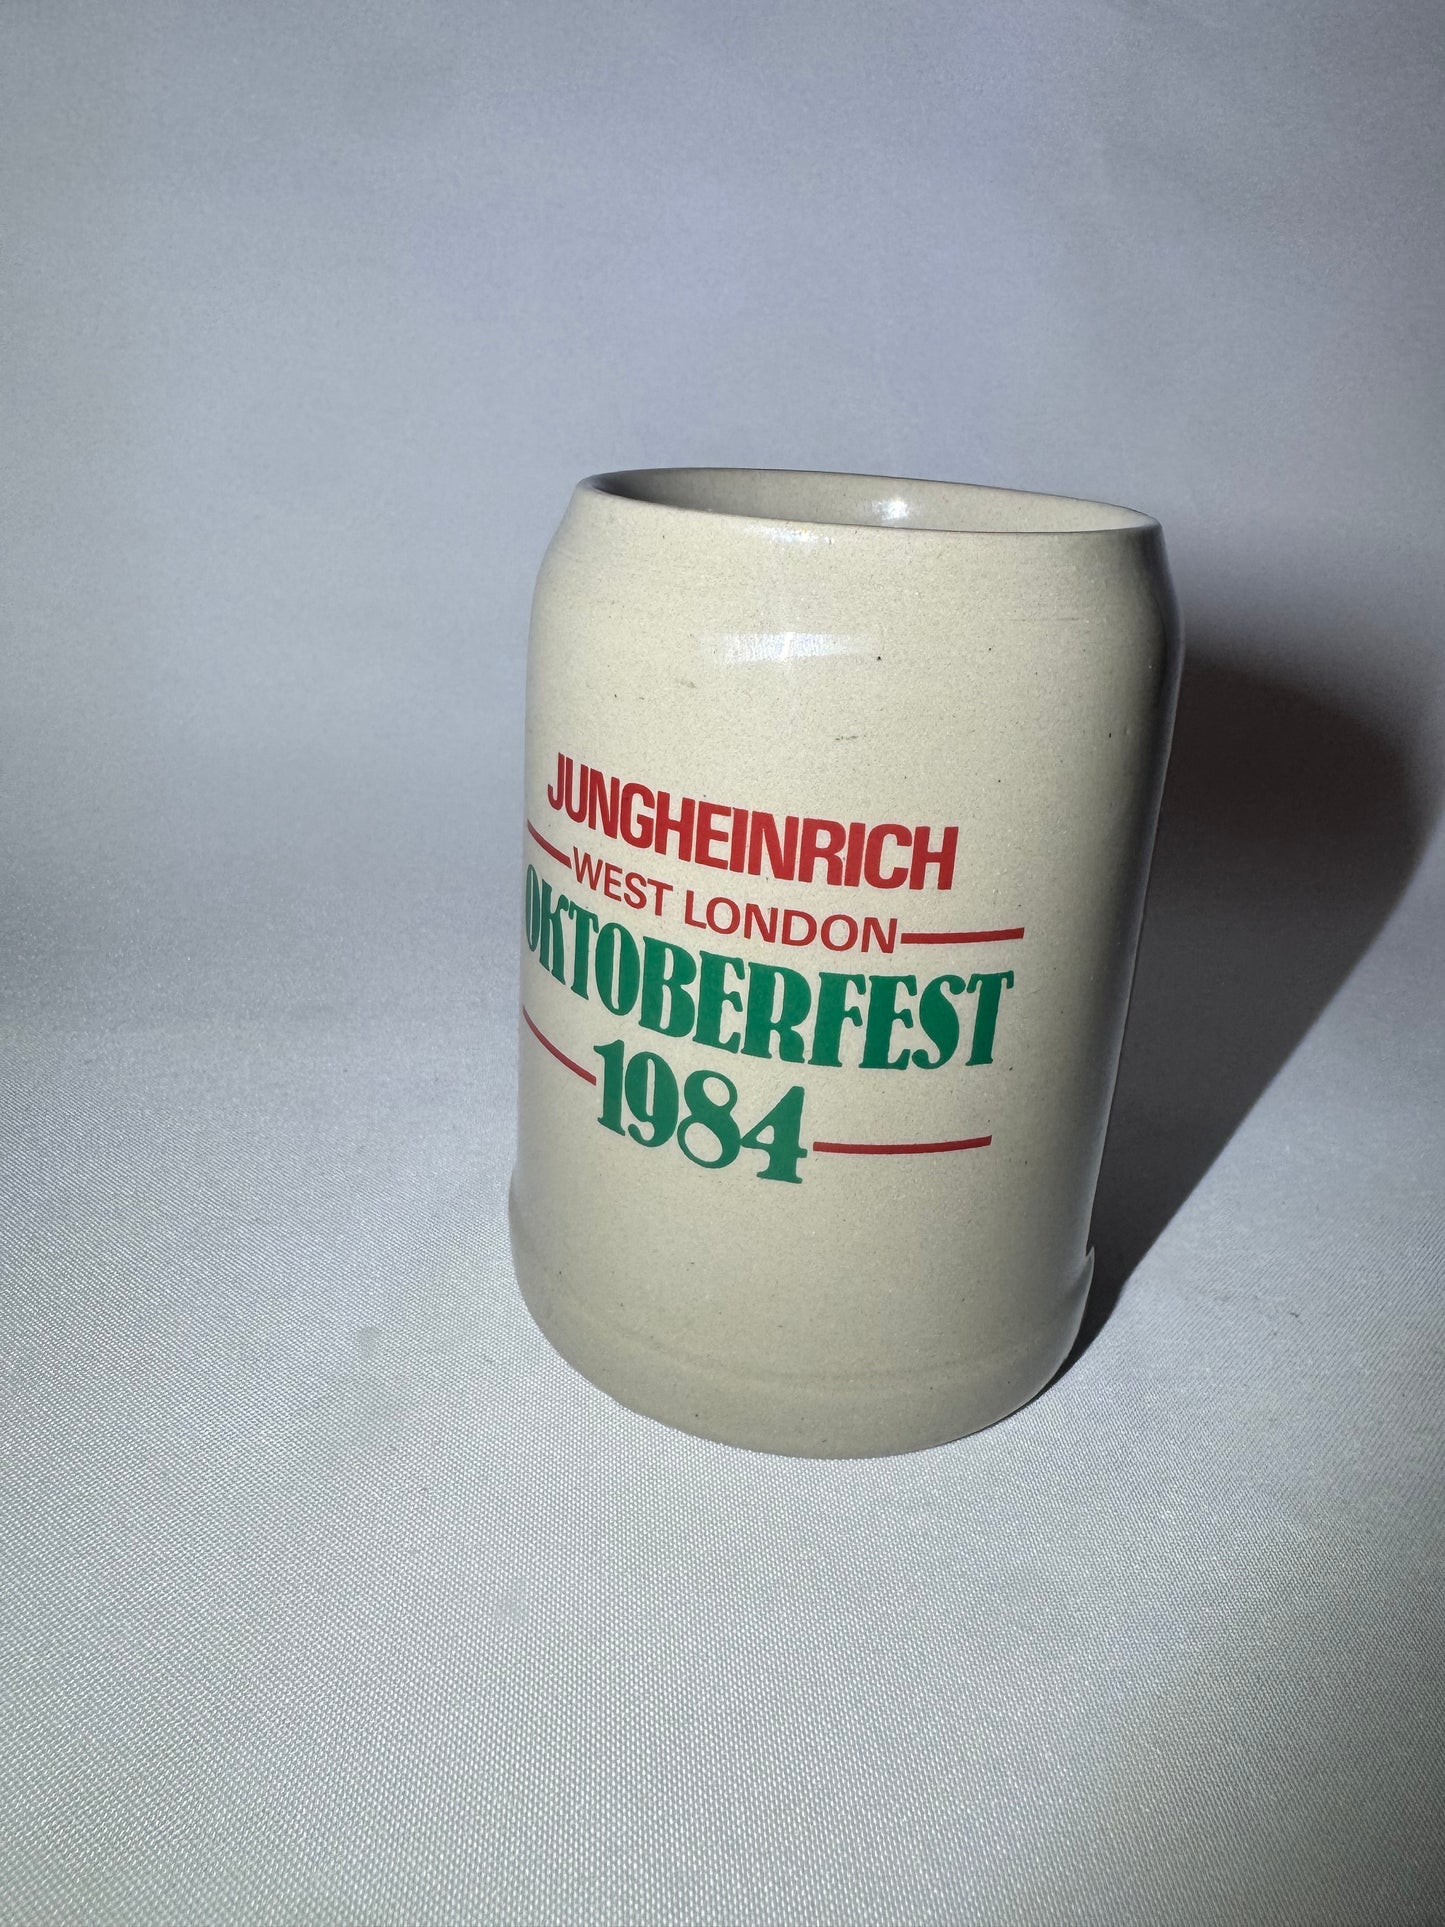 JUNGHEINRICH
WEST LONDON
OKTOBERFEST
1984